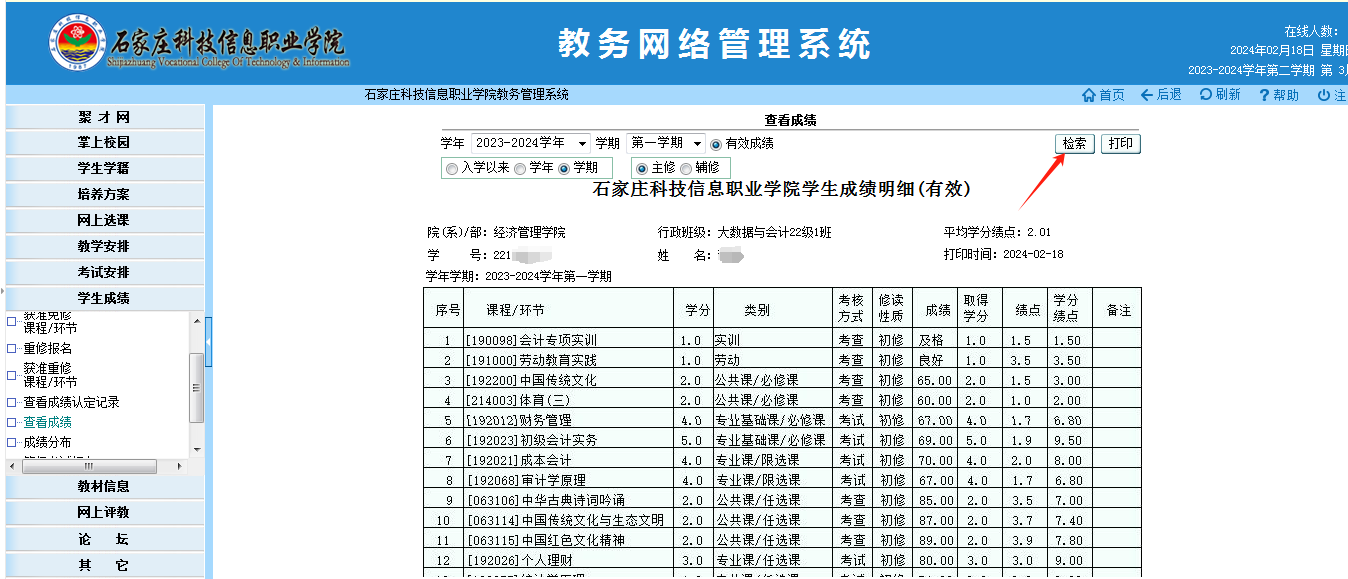 石家庄科技信息职业学院
Shijiazhuang Vocational College Of Technology & Information
教务网络管理系统
在线人数:
2024年02月18日 星期
2023-2024学年第二学期 第 3
石家庄科技信息职业学院教务管理系统
首页 后退 刷新 帮助 注
聚 才 网
掌上校园
学生学籍
培养方案
网上选课
教学安排
考试安排
学生成绩
获准免修
课程/环节
重修报名
获准重修
课程/环节
查看成绩认定记录
查看成绩
成绩分布
教材信息
网上评教
论 坛
其 它
查看成绩
学年 2023-2024学年 学期 第一学期 有效成绩 检索 打印
入学以来 学年 学期 主修 辅修
石家庄科技信息职业学院学生成绩明细(有效)
院(系)/部: 经济管理学院 行政班级: 大数据与会计22级1班 平均学分绩点: 2.01
学 号: 221 姓 名: 打印时间: 2024-02-18
学年学期: 2023-2024学年第一学期
序号 课程/环节 学分 类别 考核方式 修读性质 成绩 取得学分 绩点 学分绩点 备注
1 [190098]会计专项实训 1.0 实训 考查 初修 及格 1.0 1.5 1.50
2 [191000]劳动教育实践 1.0 劳动 考查 初修 良好 1.0 3.5 3.50
3 [192200]中国传统文化 2.0 公共课/必修课 考查 初修 65.00 2.0 1.5 3.00
4 [214003]体育(三) 2.0 公共课/必修课 考查 初修 60.00 2.0 1.0 2.00
5 [192012]财务管理 4.0 专业基础课/必修课 考试 初修 67.00 4.0 1.7 6.80
6 [192023]初级会计实务 5.0 专业基础课/必修课 考试 初修 69.00 5.0 1.9 9.50
7 [192021]成本会计 4.0 专业课/限选课 考试 初修 70.00 4.0 2.0 8.00
8 [192068]审计学原理 4.0 专业课/限选课 考试 初修 67.00 4.0 1.7 6.80
9 [063106]中华古典诗词吟诵 2.0 公共课/任选课 考查 初修 85.00 2.0 3.5 7.00
10 [063114]中国传统文化与生态文明 2.0 公共课/任选课 考查 初修 87.00 2.0 3.7 7.40
11 [063115]中国红色文化精神 2.0 公共课/任选课 考查 初修 89.00 2.0 3.9 7.80
12 [192026]个人理财 3.0 专业课/任选课 考试 初修 80.00 3.0 3.0 9.00